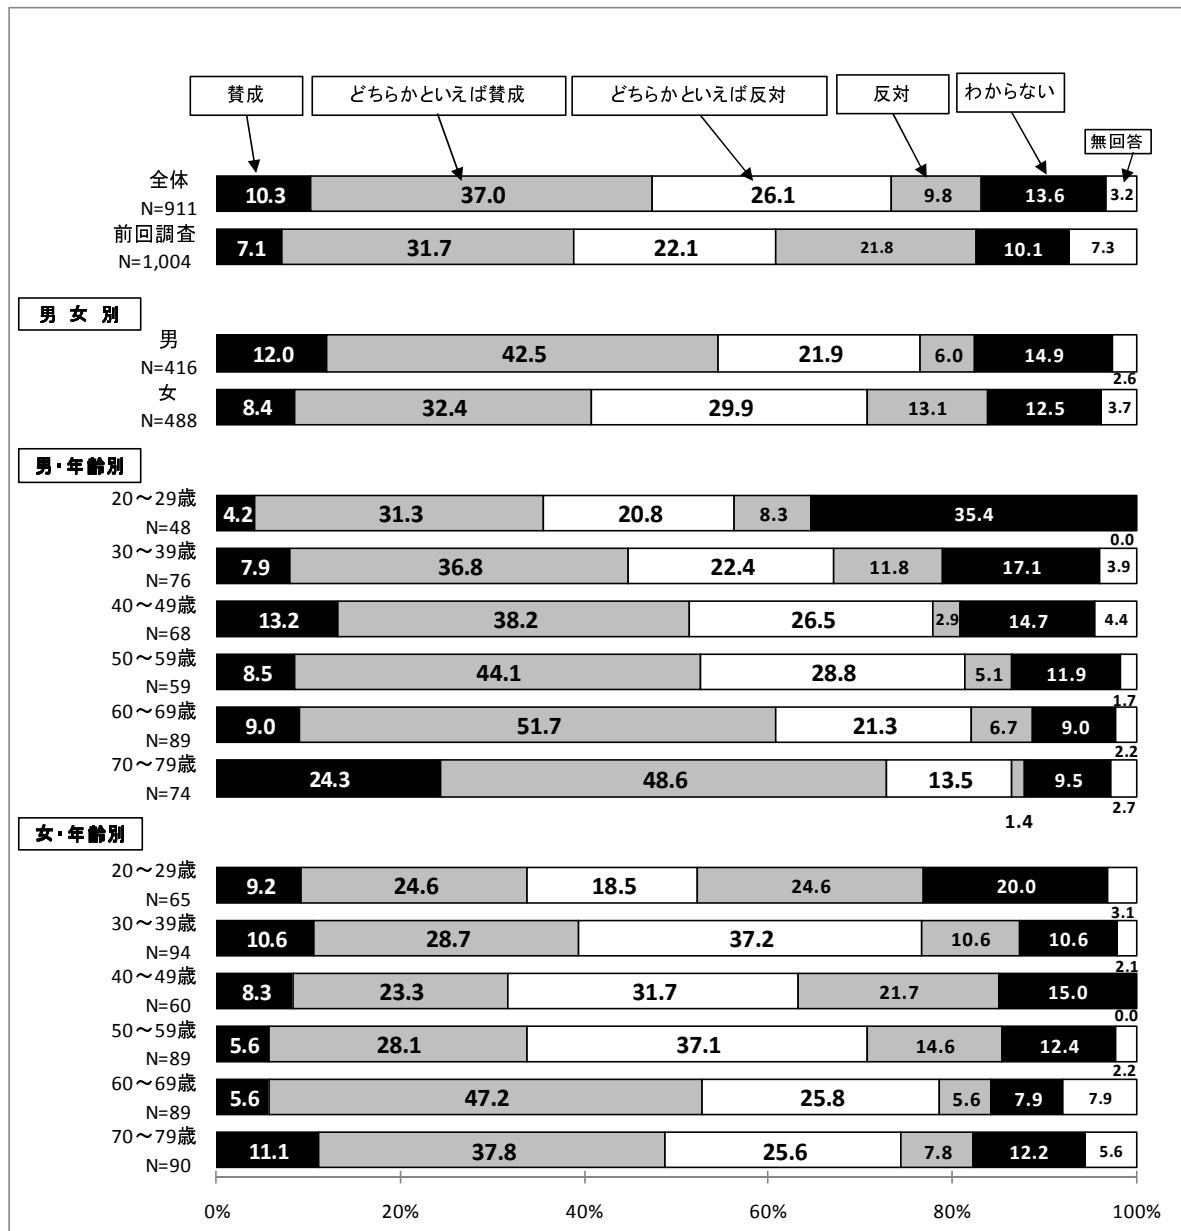 賛成 どちらかといえば賛成 どちらかといえば反対 反対 わからない
無回答
全体
N=911
10.3 37.0 26.1 9.8 13.6 3.2
前回調査
N=1,004
7.1 31.7 22.1 21.8 10.1 7.3
男 女 別
男
N=416
12.0 42.5 21.9 6.0 14.9
2.6
女
N=488
8.4 32.4 29.9 13.1 12.5 3.7
男・年齢別
20～29歳
N=48
4.2 31.3 20.8 8.3 35.4
0.0
30～39歳
N=76
7.9 36.8 22.4 11.8 17.1 3.9
40～49歳
N=68
13.2 38.2 26.5 2.9 14.7 4.4
50～59歳
N=59
8.5 44.1 28.8 5.1 11.9
1.7
60～69歳
N=89
9.0 51.7 21.3 6.7 9.0
2.2
70～79歳
N=74
24.3 48.6 13.5 9.5
2.7
1.4
女・年齢別
20～29歳
N=65
9.2 24.6 18.5 24.6 20.0
3.1
30～39歳
N=94
10.6 28.7 37.2 10.6 10.6
2.1
40～49歳
N=60
8.3 23.3 31.7 21.7 15.0
0.0
50～59歳
N=89
5.6 28.1 37.1 14.6 12.4
2.2
60～69歳
N=89
5.6 47.2 25.8 5.6 7.9 7.9
70～79歳
N=90
11.1 37.8 25.6 7.8 12.2 5.6
0% 20% 40% 60% 80% 100%